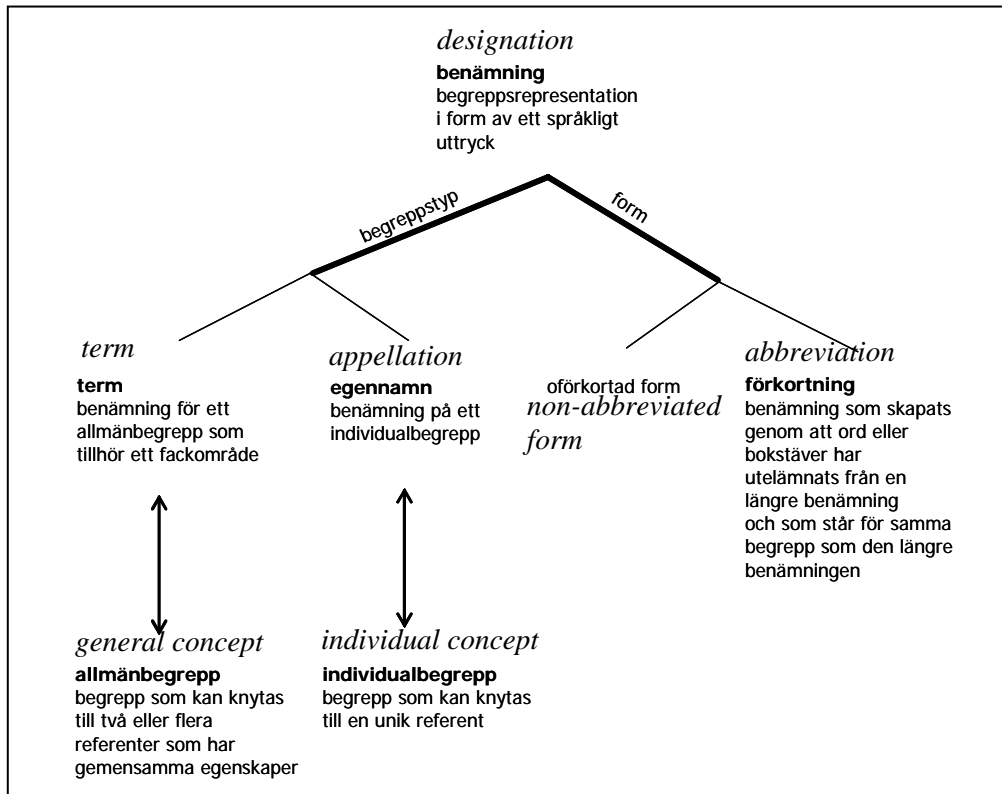 designation
benämning
begreppsrepresentation
i form av ett språkligt
uttryck
begreppstyp
form
term
term
benämning för ett
allmänbegrepp som
tillhör ett fackområde
appellation
egennamn
benämning på ett
individualbegrepp
oförkortad form
non-abbreviated
form
abbreviation
förkortning
benämning som skapats
genom att ord eller
bokstäver har
utelämnats från en
längre benämning
och som står för samma
begrepp som den längre
benämningen
general concept
allmänbegrepp
begrepp som kan knytas
till två eller flera
referenter som har
gemensamma egenskaper
individual concept
individualbegrepp
begrepp som kan knytas
till en unik referent